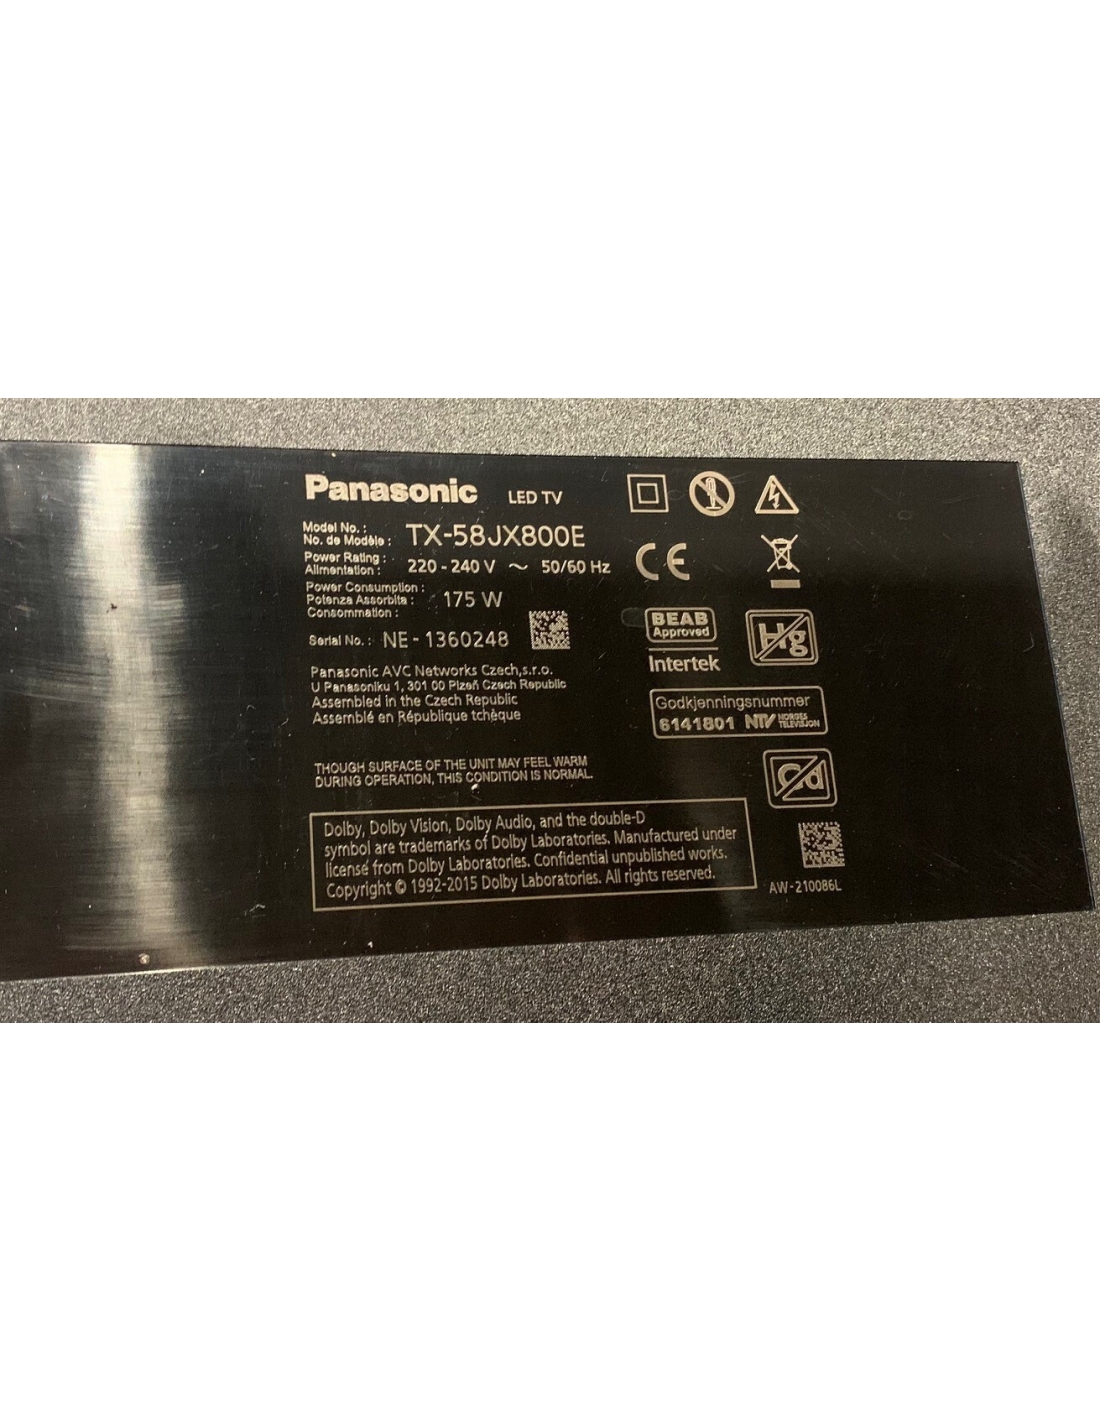 Panasonic LED TV
Model No. :
No. de Modèle : TX-58JX800E
Power Rating :
Alimentation : 220 - 240 V ~ 50/60 Hz
Power Consumption :
Potenza Assorbita : 175 W
Consommation :
Serial No. : NE - 1360248
Panasonic AVC Networks Czech,s.r.o.
U Panasoniku 1, 301 00 Plzeň Czech Republic
Assembled in the Czech Republic
Assemblé en République tchèque
THOUGH SURFACE OF THE UNIT MAY FEEL WARM
DURING OPERATION, THIS CONDITION IS NORMAL.
Dolby, Dolby Vision, Dolby Audio, and the double-D
symbol are trademarks of Dolby Laboratories. Manufactured under
license from Dolby Laboratories. Confidential unpublished works.
Copyright © 1992-2015 Dolby Laboratories. All rights reserved.
CE
BEAB
Approved
Intertek
Hg
Godkjenningsnummer
6141801 NTV NORGES
TELEVISJON
Cd
AW-210086L